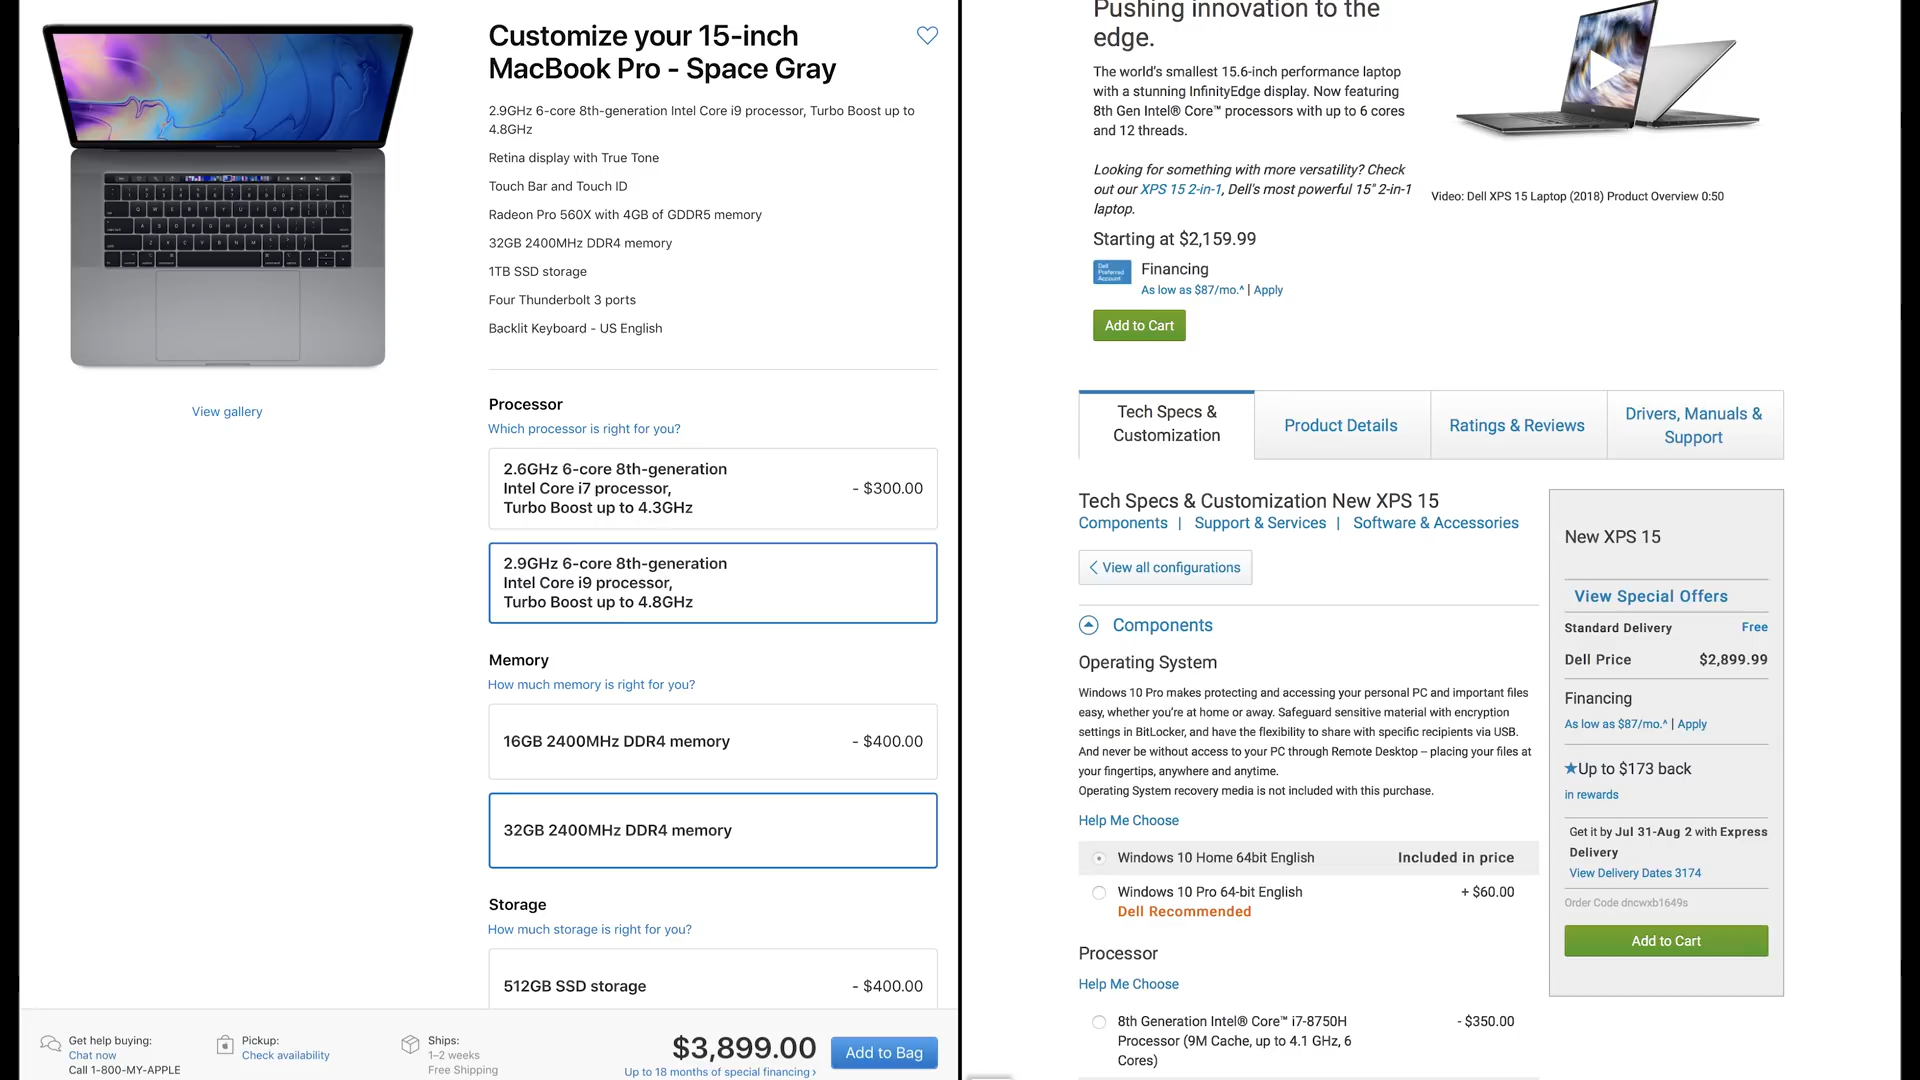 Customize your 15-inch
MacBook Pro - Space Gray
2.9GHz 6-core 8th-generation Intel Core i9 processor, Turbo Boost up to
4.8GHz
Retina display with True Tone
Touch Bar and Touch ID
Radeon Pro 560X with 4GB of GDDR5 memory
32GB 2400MHz DDR4 memory
1TB SSD storage
Four Thunderbolt 3 ports
Backlit Keyboard - US English
View gallery
Processor
Which processor is right for you?
2.6GHz 6-core 8th-generation
Intel Core i7 processor,
Turbo Boost up to 4.3GHz
- $300.00
2.9GHz 6-core 8th-generation
Intel Core i9 processor,
Turbo Boost up to 4.8GHz
Memory
How much memory is right for you?
16GB 2400MHz DDR4 memory - $400.00
32GB 2400MHz DDR4 memory
Storage
How much storage is right for you?
512GB SSD storage - $400.00
Get help buying:
Chat now
Call 1-800-MY-APPLE
Pickup:
Check availability
Ships:
1–2 weeks
Free Shipping
$3,899.00
Up to 18 months of special financing ›
Add to Bag
Pushing innovation to the
edge.
The world's smallest 15.6-inch performance laptop
with a stunning InfinityEdge display. Now featuring
8th Gen Intel® Core™ processors with up to 6 cores
and 12 threads.
Looking for something with more versatility? Check
out our XPS 15 2-in-1, Dell's most powerful 15" 2-in-1
laptop.
Video: Dell XPS 15 Laptop (2018) Product Overview 0:50
Starting at $2,159.99
Dell
Preferred
Account
Financing
As low as $87/mo.^ | Apply
Add to Cart
Tech Specs &
Customization
Product Details
Ratings & Reviews
Drivers, Manuals &
Support
Tech Specs & Customization New XPS 15
Components | Support & Services | Software & Accessories
View all configurations
Components
Operating System
Windows 10 Pro makes protecting and accessing your personal PC and important files
easy, whether you're at home or away. Safeguard sensitive material with encryption
settings in BitLocker, and have the flexibility to share with specific recipients via USB.
And never be without access to your PC through Remote Desktop – placing your files at
your fingertips, anywhere and anytime.
Operating System recovery media is not included with this purchase.
Help Me Choose
Windows 10 Home 64bit English Included in price
Windows 10 Pro 64-bit English + $60.00
Dell Recommended
Processor
Help Me Choose
8th Generation Intel® Core™ i7-8750H
Processor (9M Cache, up to 4.1 GHz, 6
Cores)
- $350.00
New XPS 15
View Special Offers
Standard Delivery Free
Dell Price $2,899.99
Financing
As low as $87/mo.^ | Apply
★Up to $173 back
in rewards
Get it by Jul 31-Aug 2 with Express
Delivery
View Delivery Dates 3174
Order Code dncwxb1649s
Add to Cart